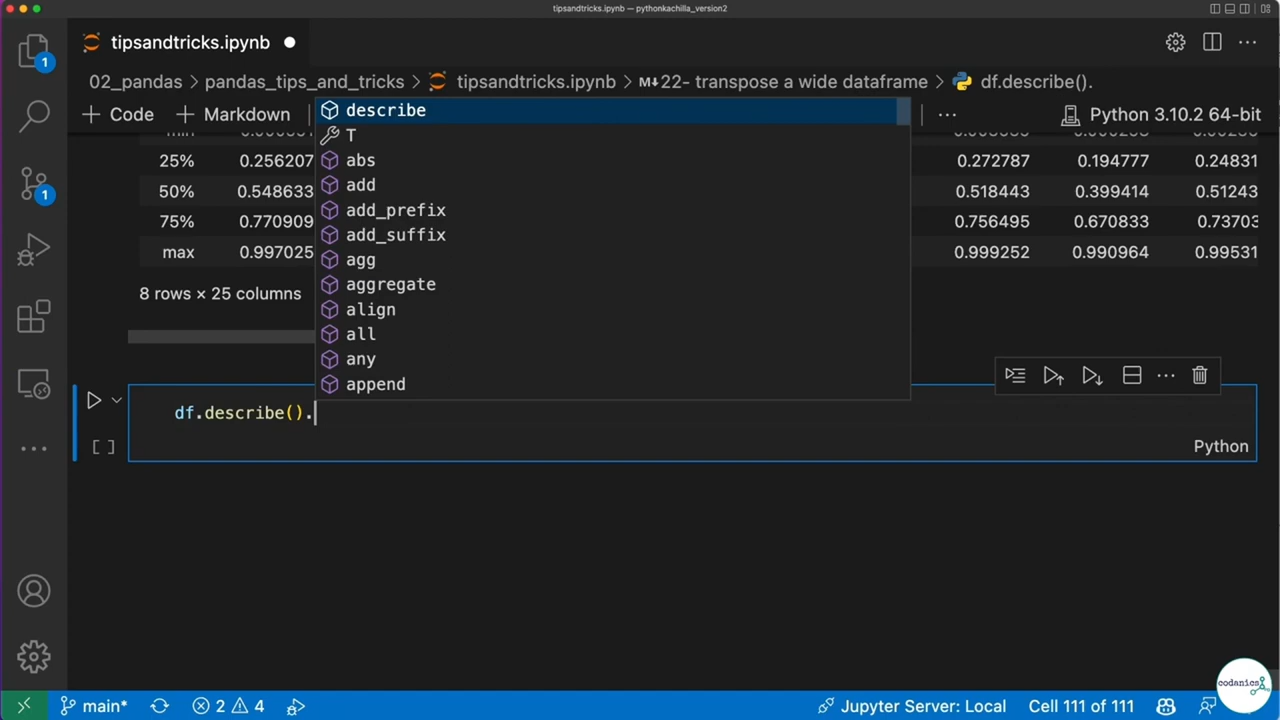 tipsandtricks.ipynb — pythonkachilla_version2
tipsandtricks.ipynb
02_pandas > pandas_tips_and_tricks > tipsandtricks.ipynb > M↓22- transpose a wide dataframe > df.describe().
+ Code + Markdown ... Python 3.10.2 64-bit
describe
T
abs
add
add_prefix
add_suffix
agg
aggregate
align
all
any
append
25% 0.256207 0.272787 0.194777 0.24831
50% 0.548633 0.518443 0.399414 0.51243
75% 0.770909 0.756495 0.670833 0.73703
max 0.997025 0.999252 0.990964 0.99531
8 rows × 25 columns
df.describe().
[ ]
Python
1
1
main* 2 4 Jupyter Server: Local Cell 111 of 111
codanics